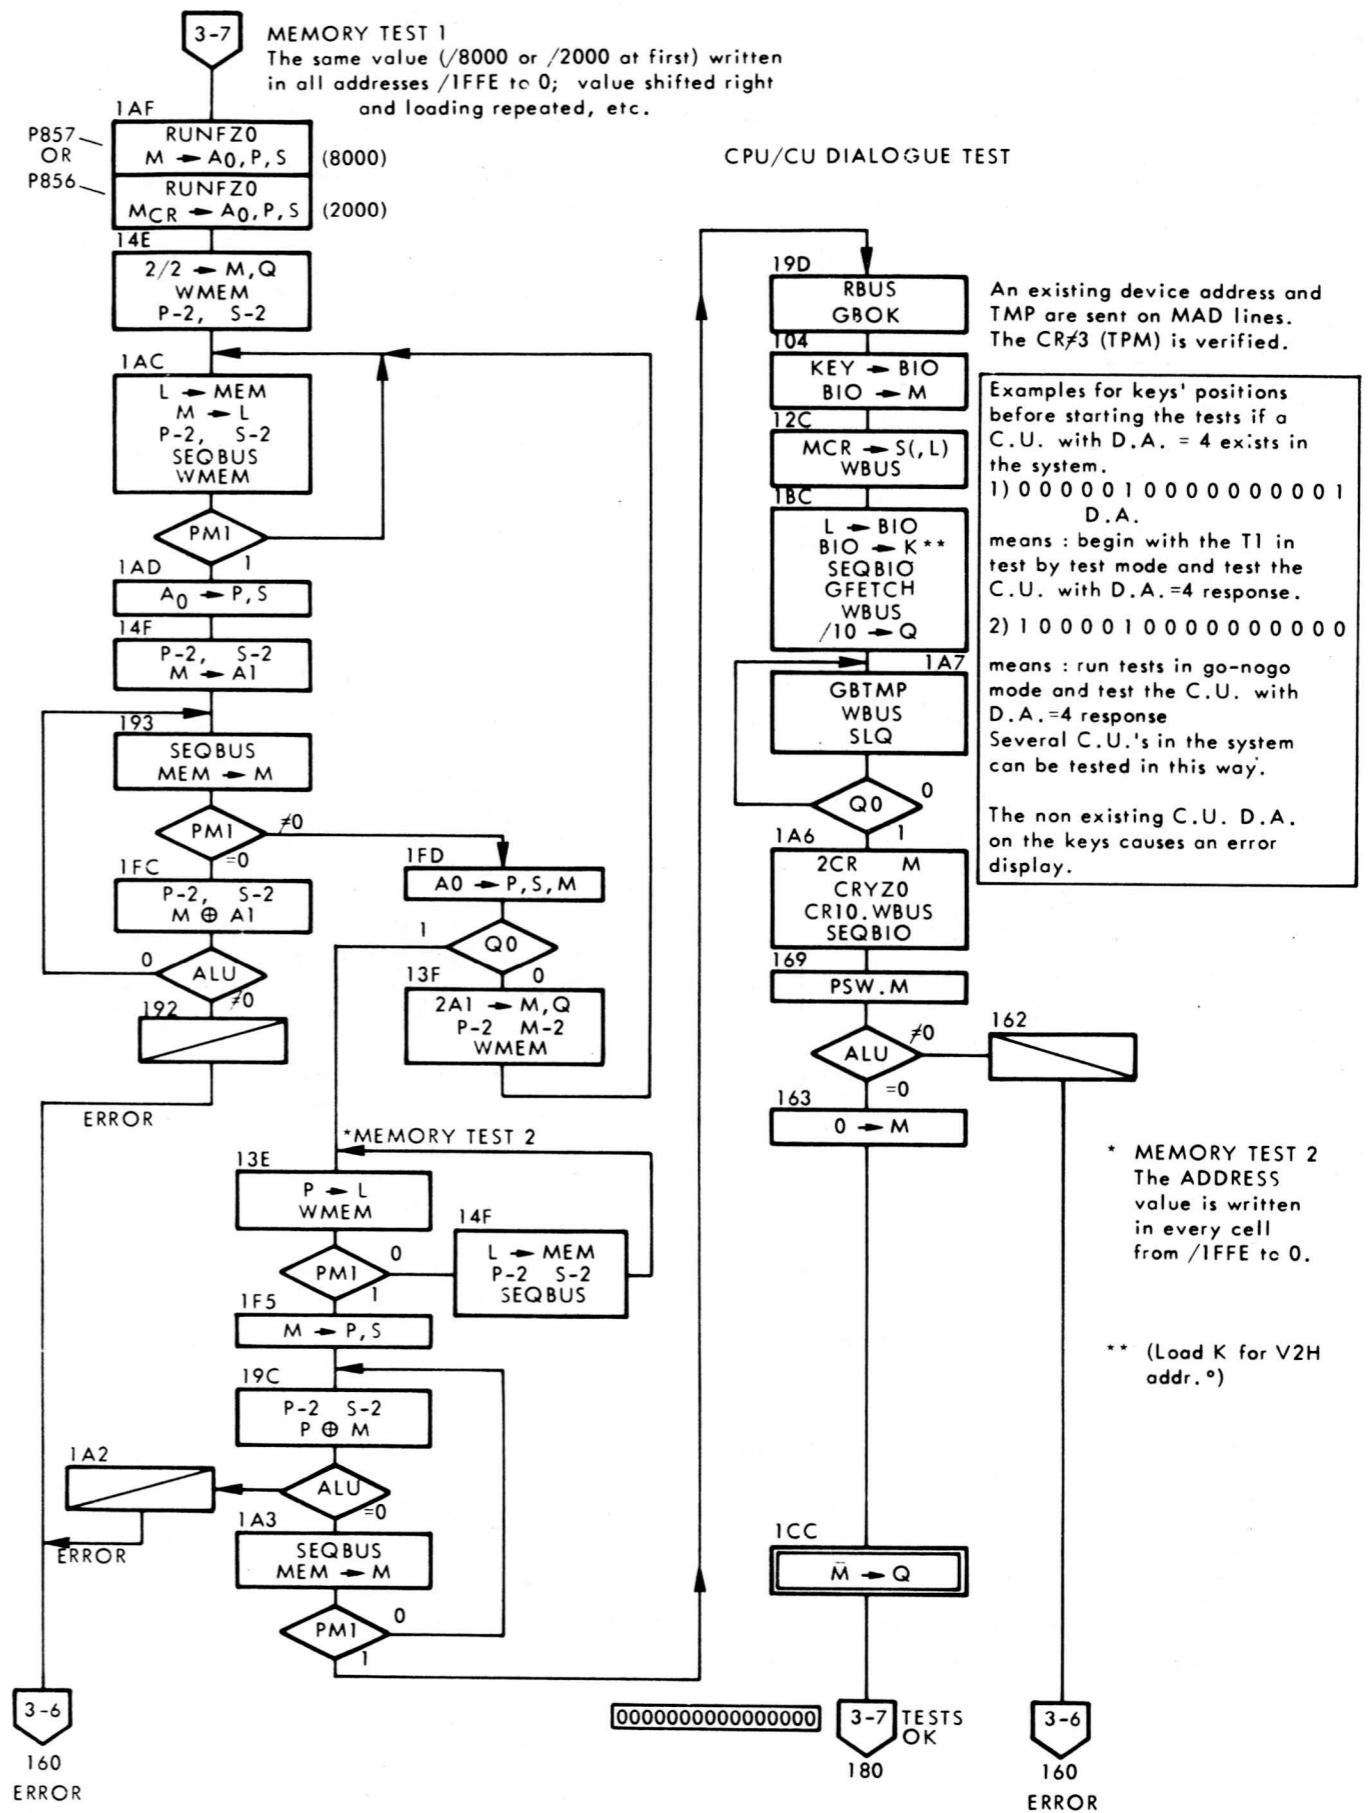 3-7
MEMORY TEST 1
The same value (/8000 or /2000 at first) written
in all addresses /1FFE to 0; value shifted right
and loading repeated, etc.
1AF
P857
OR
P856
RUNFZ0
M → A0, P, S
(8000)
RUNFZ0
MCR → A0, P, S
(2000)
14E
2/2 → M, Q
WMEM
P-2, S-2
1AC
L → MEM
M → L
P-2, S-2
SEQBUS
WMEM
PM1
1
1AD
A0 → P, S
14F
P-2, S-2
M → A1
193
SEQBUS
MEM → M
PM1
≠0
=0
1FC
P-2, S-2
M ⊕ A1
0
ALU
≠0
192
ERROR
1FD
A0 → P, S, M
1
Q0
0
13F
2A1 → M, Q
P-2 M-2
WMEM
*MEMORY TEST 2
13E
P → L
WMEM
PM1
0
1
14F
L → MEM
P-2 S-2
SEQBUS
1F5
M → P, S
19C
P-2 S-2
P ⊕ M
1A2
ALU
=0
ERROR
1A3
SEQBUS
MEM → M
PM1
0
1
3-6
160
ERROR
CPU/CU DIALOGUE TEST
19D
RBUS
GBOK
104
KEY → BIO
BIO → M
12C
MCR → S(, L)
WBUS
1BC
L → BIO
BIO → K**
SEQBIO
GFETCH
WBUS
/10 → Q
1A7
GBTMP
WBUS
SLQ
Q0
0
1
1A6
2CR M
CRYZ0
CR10.WBUS
SEQBIO
169
PSW.M
ALU
≠0
=0
162
163
0 → M
1CC
M̄ → Q
0000000000000000
3-7
TESTS
OK
180
3-6
160
ERROR
An existing device address and
TMP are sent on MAD lines.
The CR≠3 (TPM) is verified.
Examples for keys' positions
before starting the tests if a
C.U. with D.A. = 4 exists in
the system.
1) 0 0 0 0 0 1 0 0 0 0 0 0 0 0 0 1
D.A.
means : begin with the T1 in
test by test mode and test the
C.U. with D.A.=4 response.
2) 1 0 0 0 0 1 0 0 0 0 0 0 0 0 0 0
means : run tests in go-nogo
mode and test the C.U. with
D.A.=4 response
Several C.U.'s in the system
can be tested in this way.
The non existing C.U. D.A.
on the keys causes an error
display.
* MEMORY TEST 2
The ADDRESS
value is written
in every cell
from /1FFE to 0.
** (Load K for V2H
addr.°)